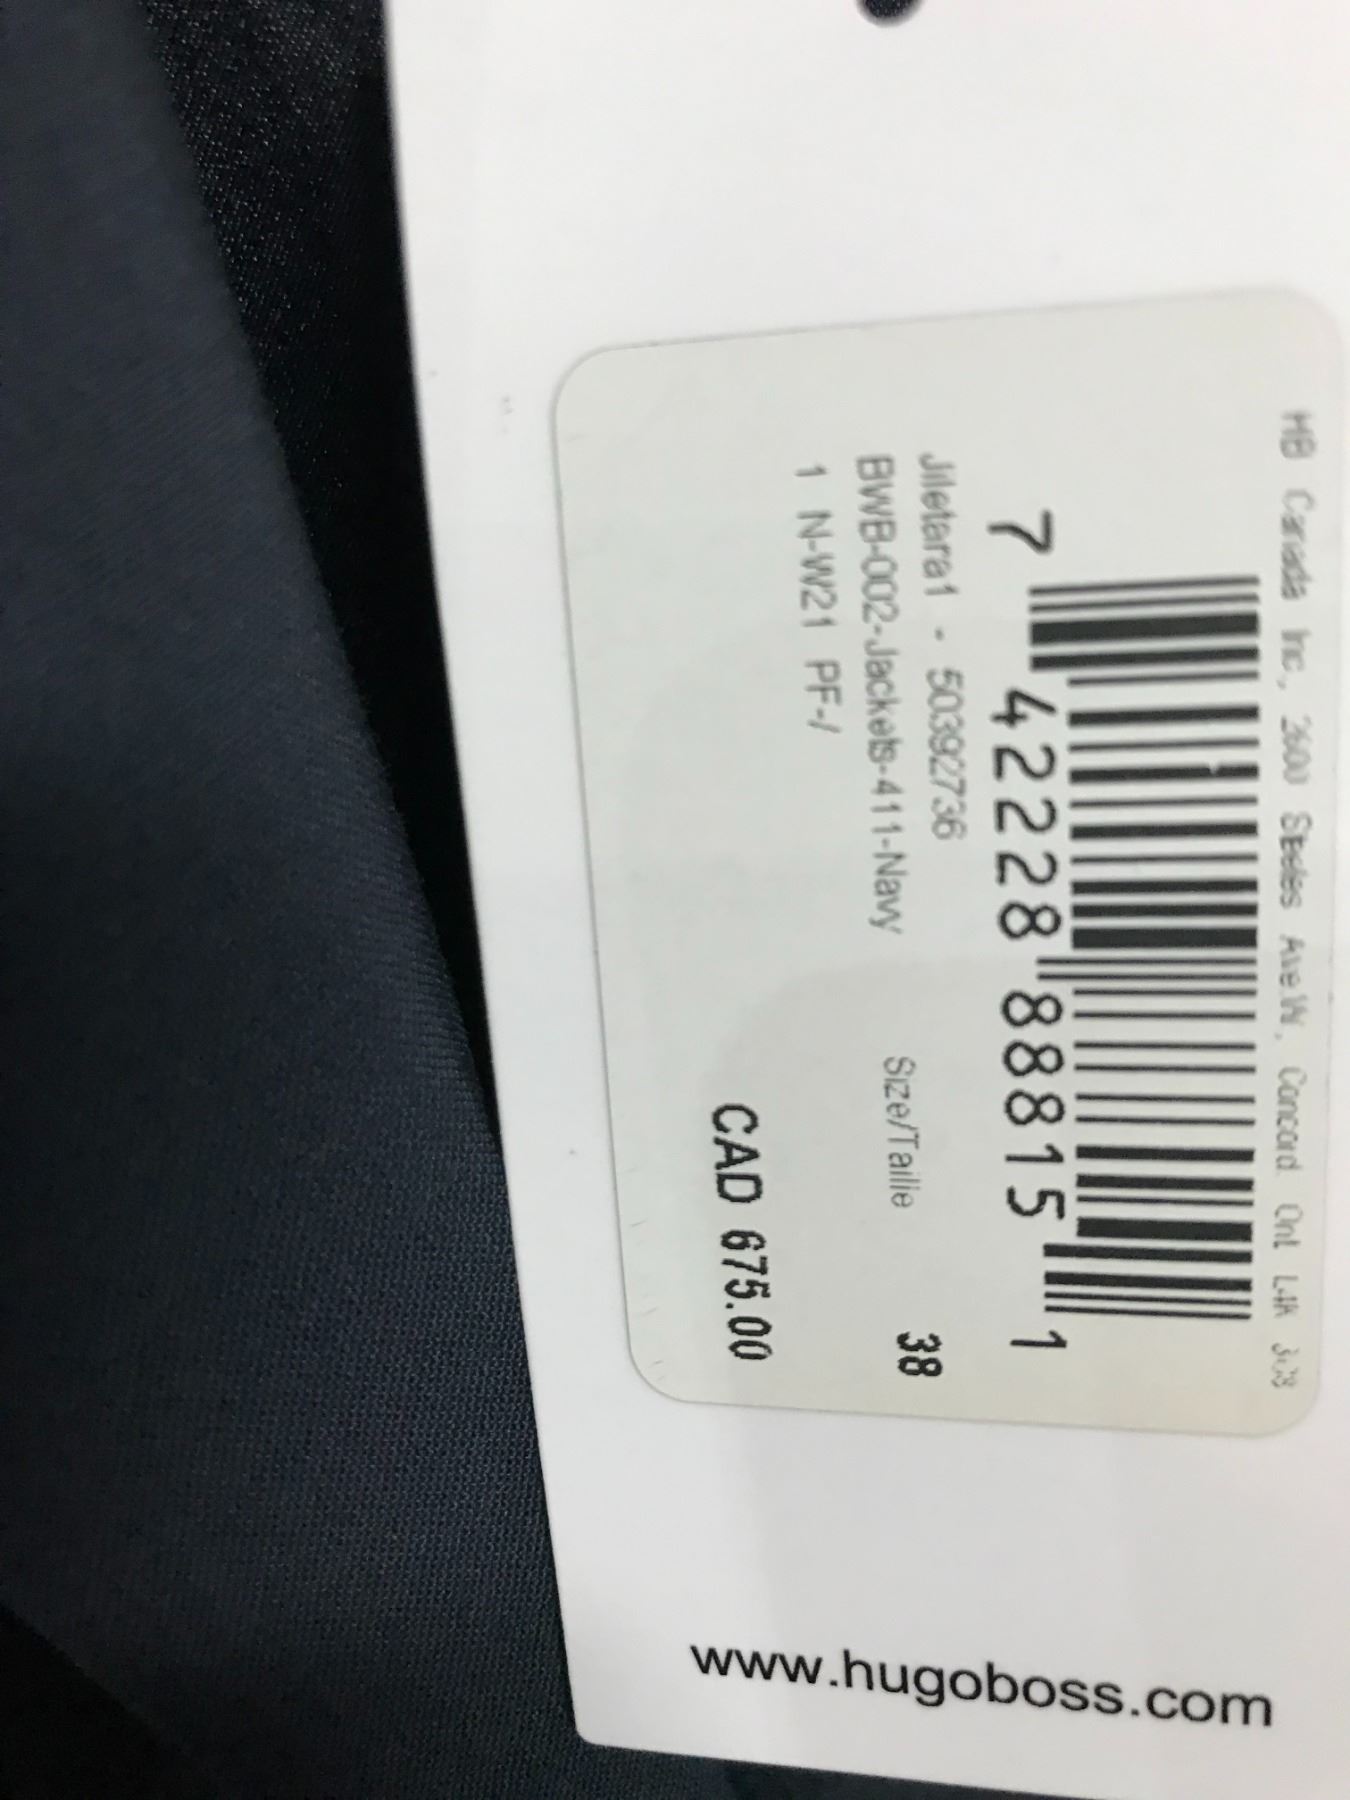 HB Canada Inc., 2600 Steeles Ave.W, Concord Ont L4K
7 42228 88815 1
Jiletara1 - 50392736
BWB-002-Jackets-411-Navy Size/Taille 38
1 N-W21 PF-/
CAD 675.00
www.hugoboss.com